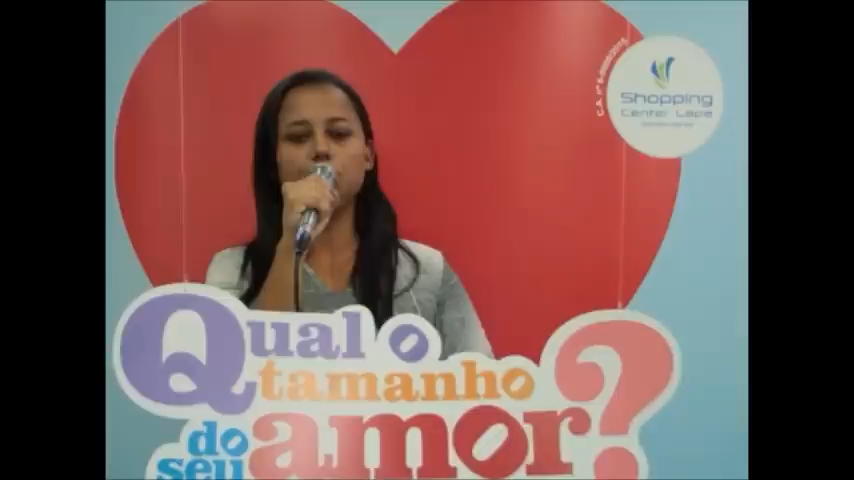 Shopping
Center Lapa
Qual o
tamanho
do
seu
amor?